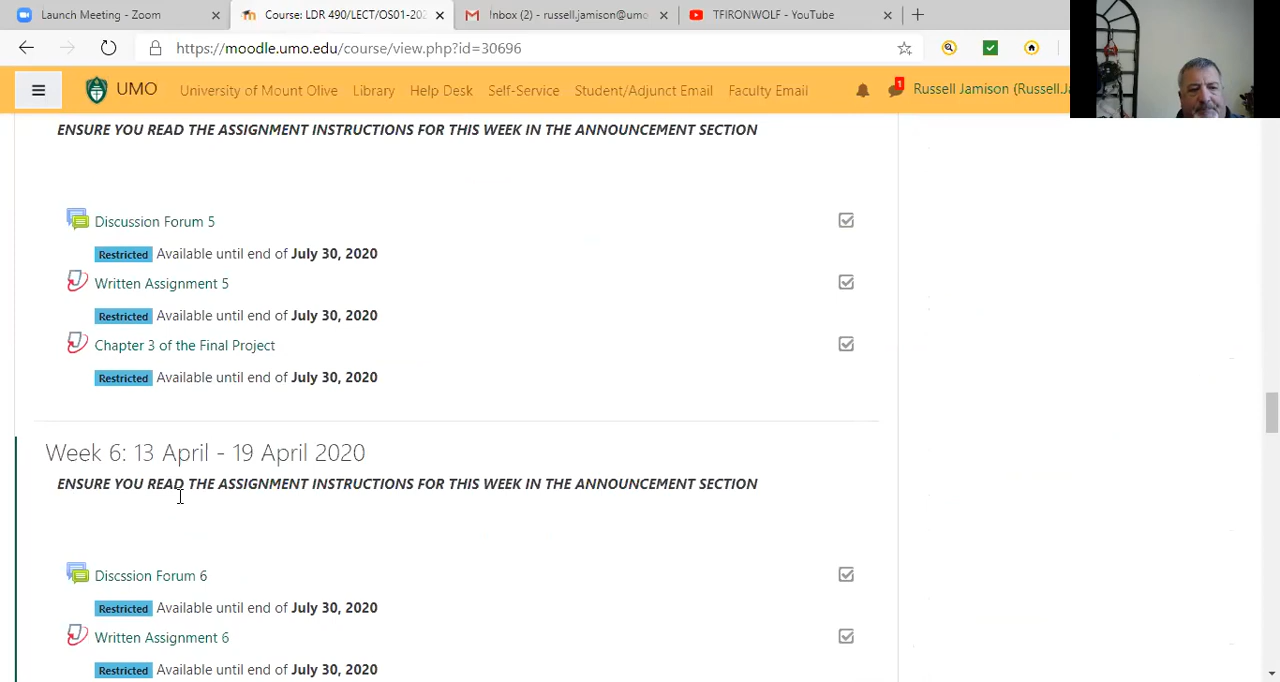 Launch Meeting - Zoom
Course: LDR 490/LECT/OS01-202
Inbox (2) - russell.jamison@umo
TFIRONWOLF - YouTube
https://moodle.umo.edu/course/view.php?id=30696
UMO
University of Mount Olive
Library
Help Desk
Self-Service
Student/Adjunct Email
Faculty Email
1
Russell Jamison (Russell.Ja
ENSURE YOU READ THE ASSIGNMENT INSTRUCTIONS FOR THIS WEEK IN THE ANNOUNCEMENT SECTION
Discussion Forum 5
Restricted Available until end of July 30, 2020
Written Assignment 5
Restricted Available until end of July 30, 2020
Chapter 3 of the Final Project
Restricted Available until end of July 30, 2020
Week 6: 13 April - 19 April 2020
ENSURE YOU READ THE ASSIGNMENT INSTRUCTIONS FOR THIS WEEK IN THE ANNOUNCEMENT SECTION
Discssion Forum 6
Restricted Available until end of July 30, 2020
Written Assignment 6
Restricted Available until end of July 30, 2020